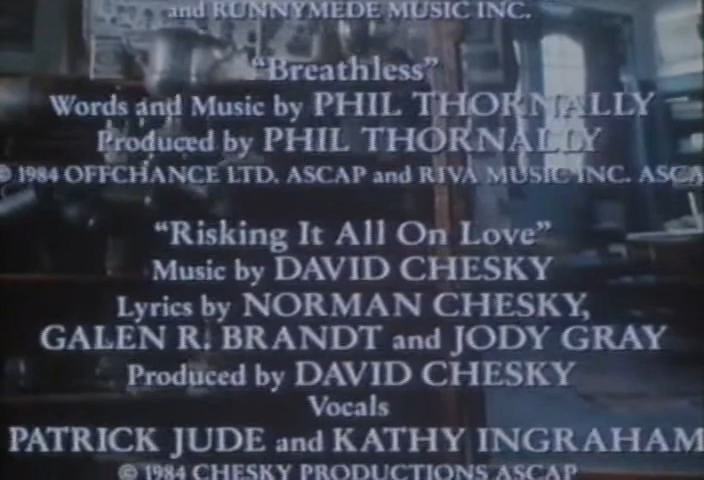 and RUNNYMEDE MUSIC INC.
"Breathless"
Words and Music by PHIL THORNALLY
Produced by PHIL THORNALLY
© 1984 OFFCHANCE LTD. ASCAP and RIVA MUSIC INC. ASCA
"Risking It All On Love"
Music by DAVID CHESKY
Lyrics by NORMAN CHESKY,
GALEN R. BRANDT and JODY GRAY
Produced by DAVID CHESKY
Vocals
PATRICK JUDE and KATHY INGRAHAM
© 1984 CHESKY PRODUCTIONS ASCAP